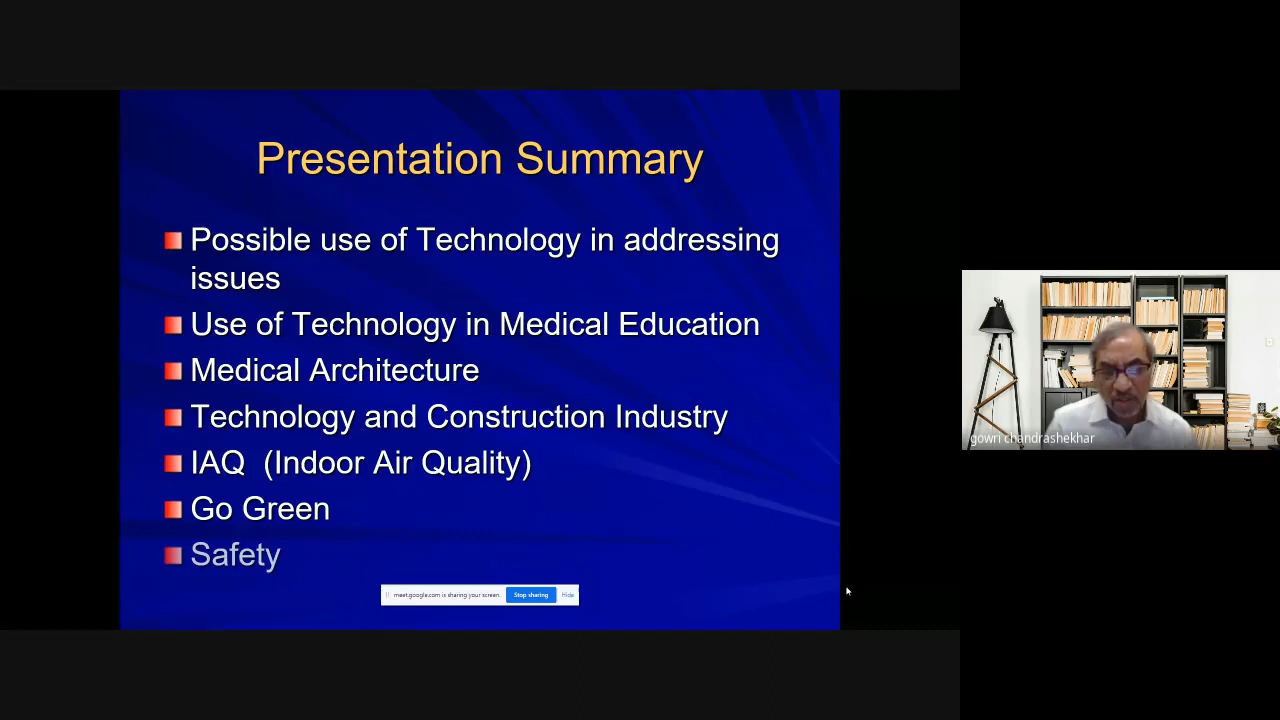 Presentation Summary
Possible use of Technology in addressing
issues
Use of Technology in Medical Education
Medical Architecture
Technology and Construction Industry
IAQ  (Indoor Air Quality)
Go Green
Safety
meet.google.com is sharing your screen.
Stop sharing
Hide
gowri chandrashekhar